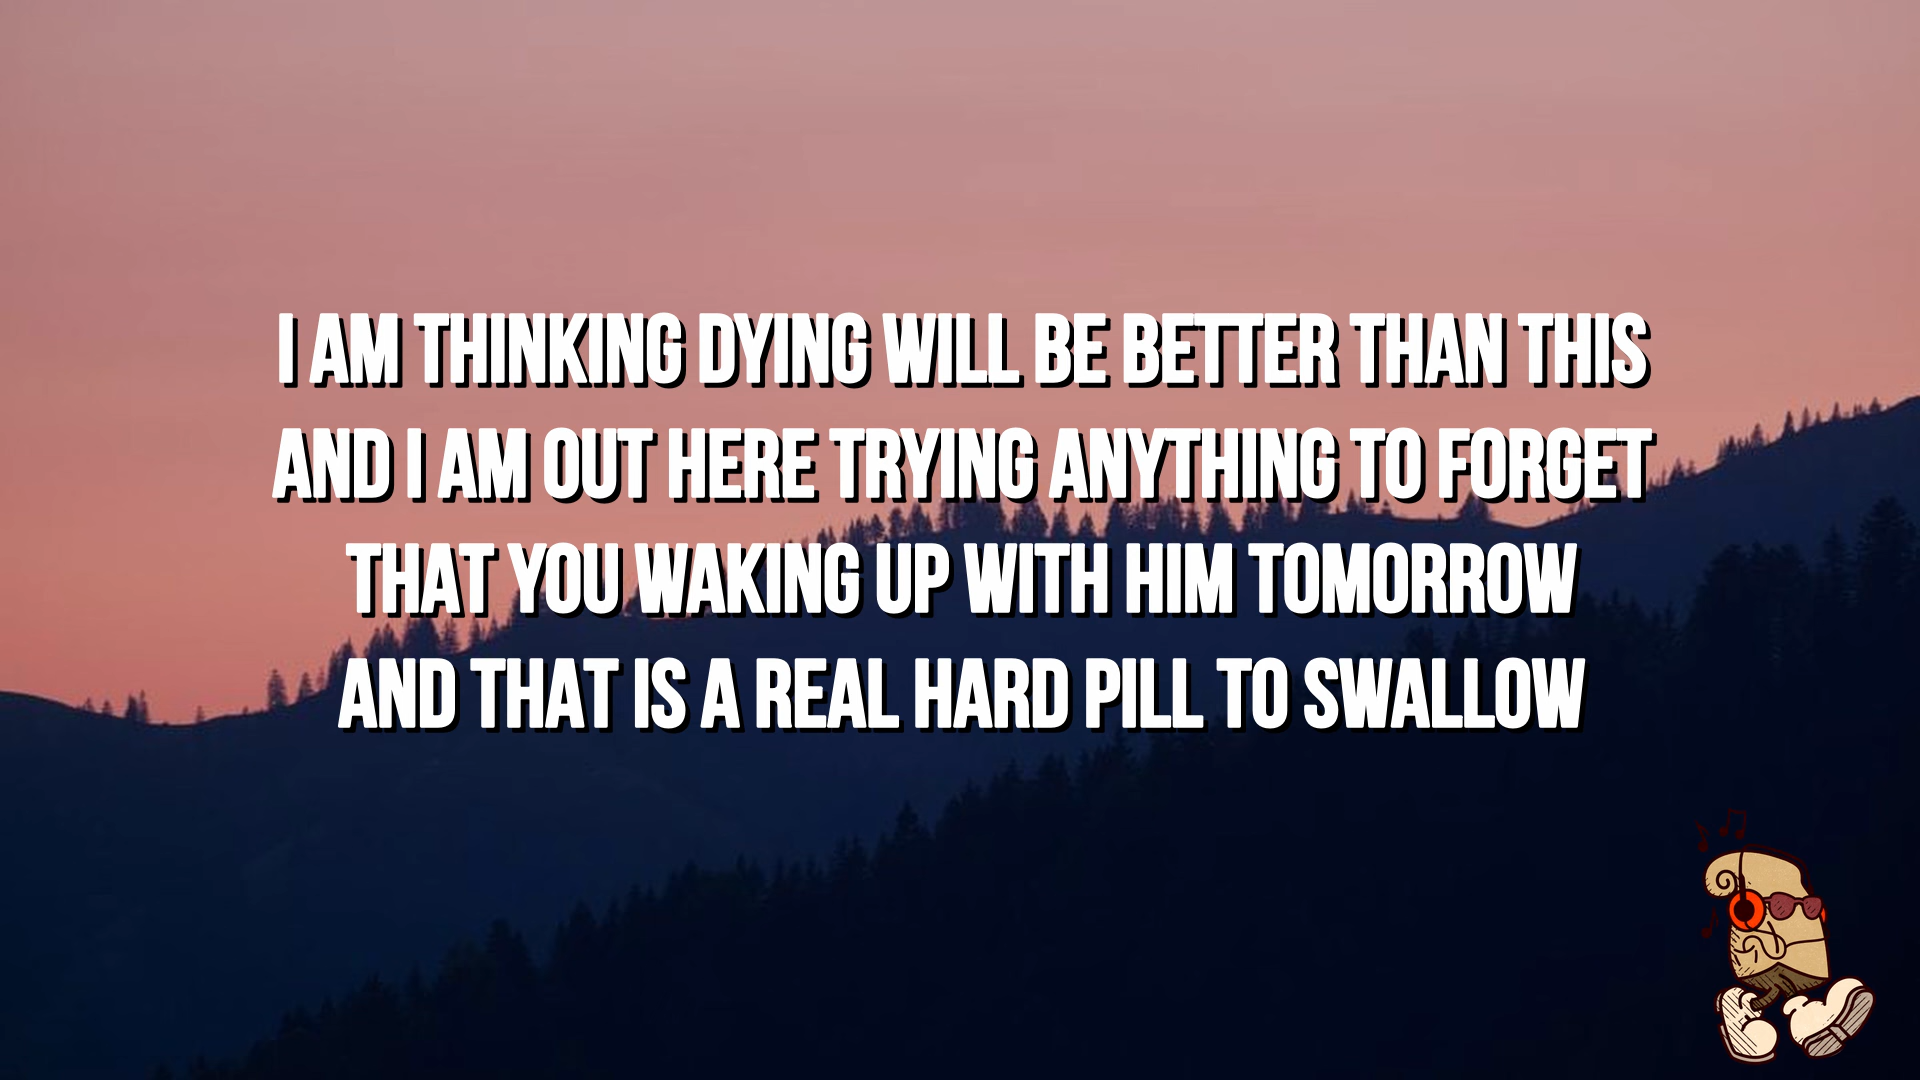 I AM THINKING DYING WILL BE BETTER THAN THIS
AND I AM OUT HERE TRYING ANYTHING TO FORGET
THAT YOU WAKING UP WITH HIM TOMORROW
AND THAT IS A REAL HARD PILL TO SWALLOW